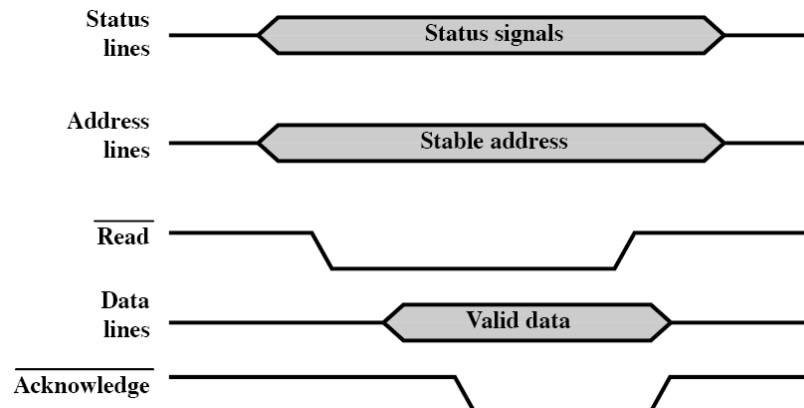 Status
lines
Status signals
Address
lines
Stable address
Read
Data
lines
Valid data
Acknowledge